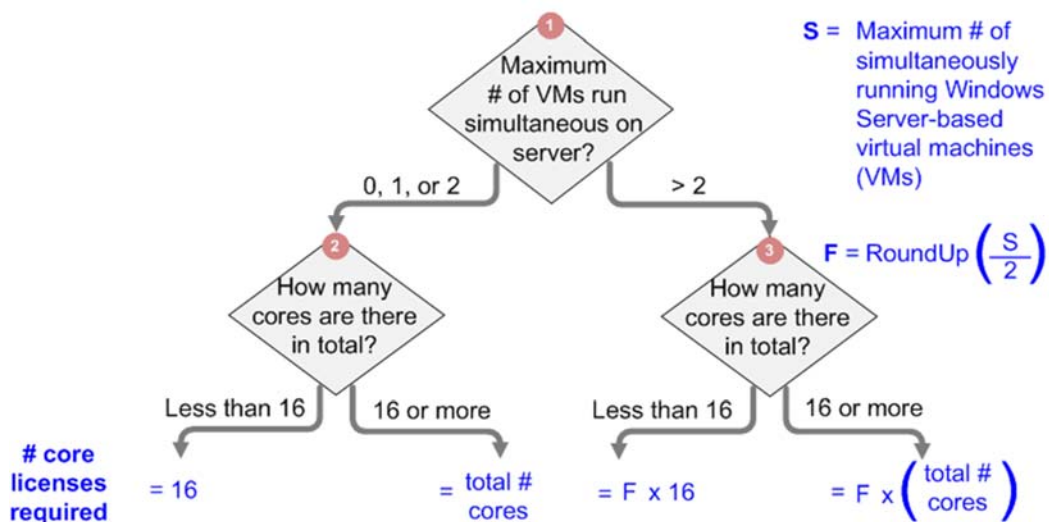 1
Maximum
# of VMs run
simultaneous on
server?
S = Maximum # of
simultaneously
running Windows
Server-based
virtual machines
(VMs)
0, 1, or 2
> 2
2
How many
cores are there
in total?
3
How many
cores are there
in total?
F = RoundUp (S/2)
Less than 16
16 or more
Less than 16
16 or more
# core
licenses
required
= 16
= total #
cores
= F x 16
= F x (total #
cores)